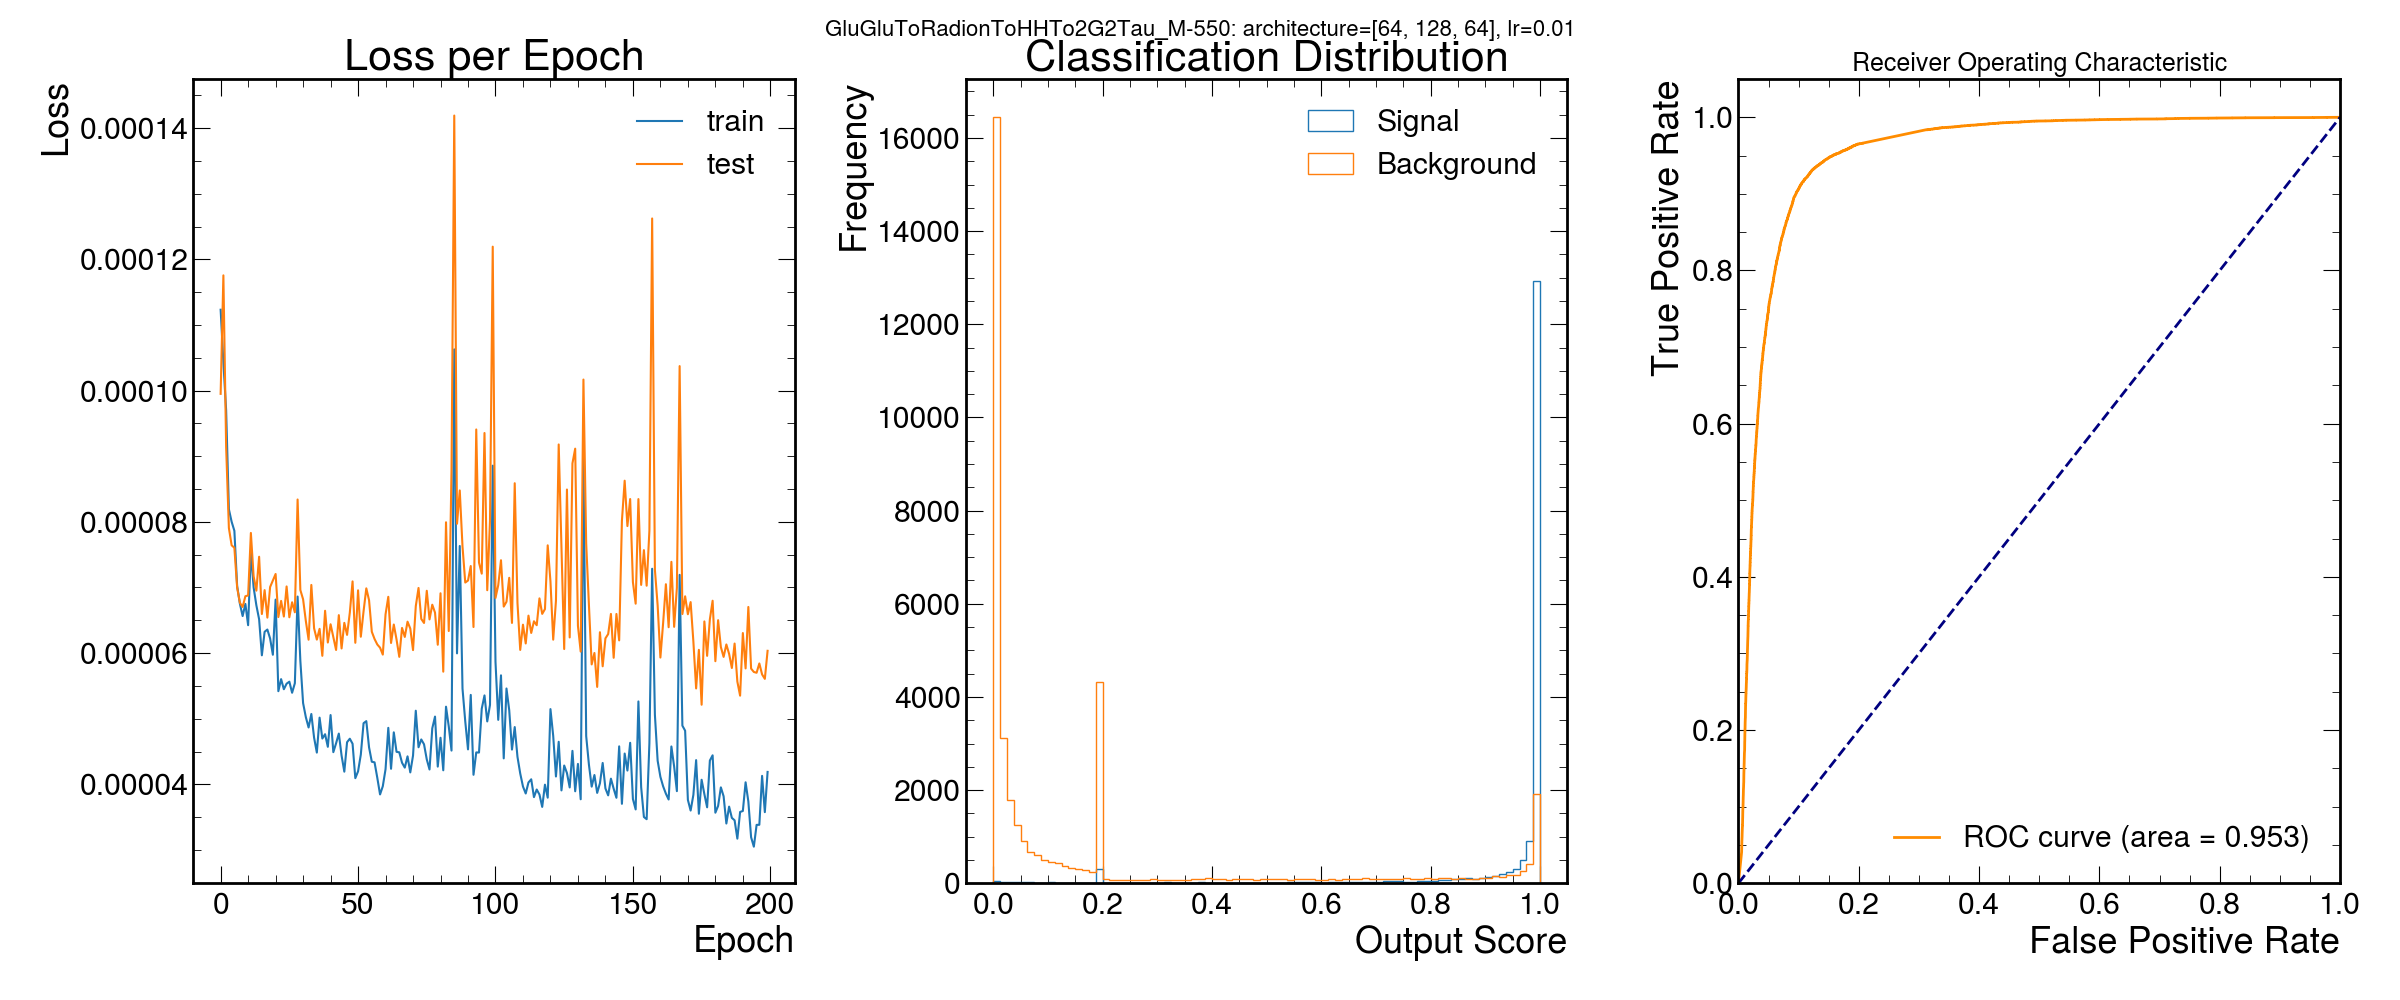 GluGluToRadionToHHTo2G2Tau_M-550: architecture=[64, 128, 64], lr=0.01
Loss per Epoch
Loss
0.00014
0.00012
0.00010
0.00008
0.00006
0.00004
train
test
0 50 100 150 200
Epoch
Classification Distribution
Frequency
16000
14000
12000
10000
8000
6000
4000
2000
0
Signal
Background
0.0 0.2 0.4 0.6 0.8 1.0
Output Score
Receiver Operating Characteristic
True Positive Rate
1.0
0.8
0.6
0.4
0.2
0.0
ROC curve (area = 0.953)
0.0 0.2 0.4 0.6 0.8 1.0
False Positive Rate